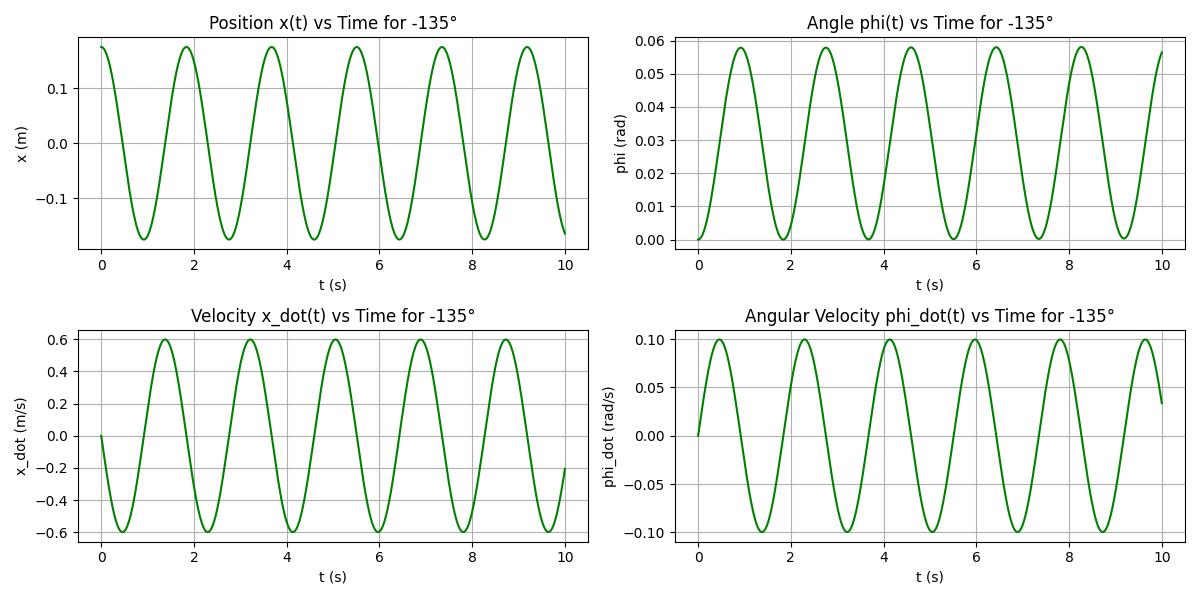 Position x(t) vs Time for -135°
x (m)
0.1
0.0
−0.1
0 2 4 6 8 10
t (s)
Angle phi(t) vs Time for -135°
phi (rad)
0.06
0.05
0.04
0.03
0.02
0.01
0.00
0 2 4 6 8 10
t (s)
Velocity x_dot(t) vs Time for -135°
x_dot (m/s)
0.6
0.4
0.2
0.0
−0.2
−0.4
−0.6
0 2 4 6 8 10
t (s)
Angular Velocity phi_dot(t) vs Time for -135°
phi_dot (rad/s)
0.10
0.05
0.00
−0.05
−0.10
0 2 4 6 8 10
t (s)